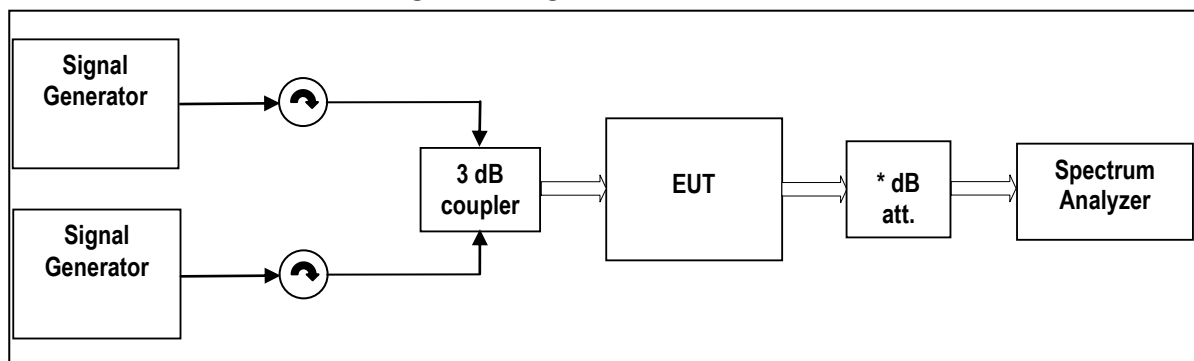 Signal
Generator
3 dB
coupler
EUT
* dB
att.
Spectrum
Analyzer
Signal
Generator